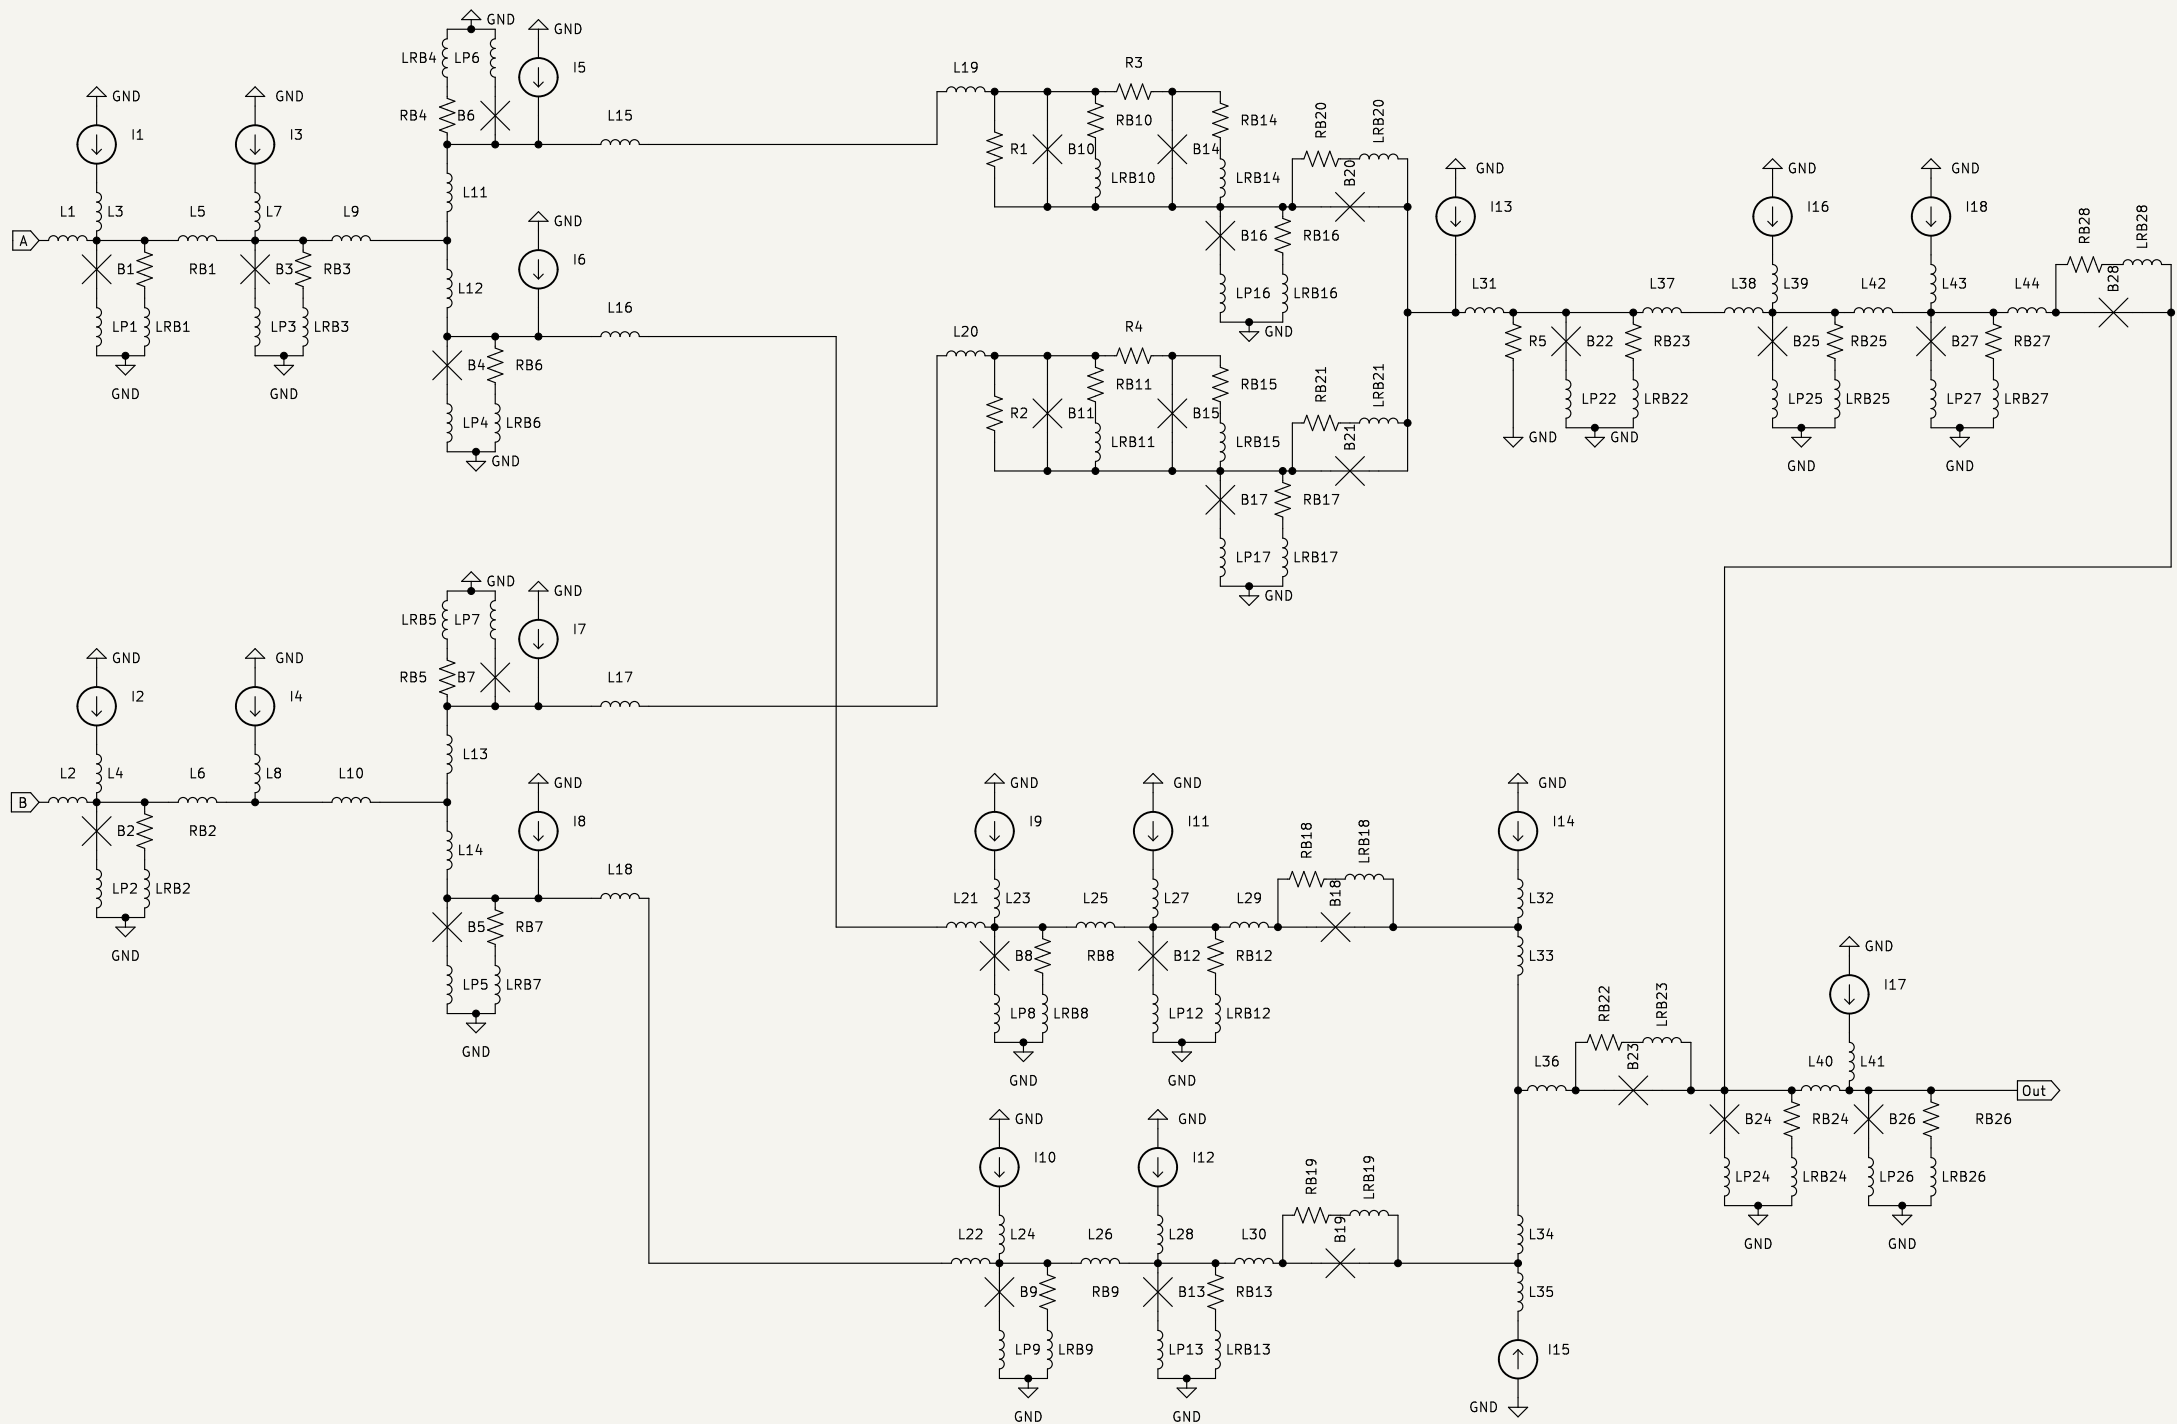 GND
LRB4 LP6 I5 GND
RB4 B6
L15
GND I1
GND I3
L1 L3 L5 L7 L9 L11
A
B1 RB1 B3 RB3
LP1 LRB1 LP3 LRB3
GND GND
GND I6
L12 L16
B4 RB6
LP4 LRB6
GND
L19 R3
R1 B10 RB10 B14 RB14 RB20 LRB20
LRB10 LRB14 B20
B16 RB16
LP16 LRB16
GND
L20 R4
R2 B11 RB11 B15 RB15 RB21 LRB21
LRB11 LRB15 B21
B17 RB17
LP17 LRB17
GND
GND GND GND
I13 I16 I18 RB28 LRB28
L31 L37 L38 L39 L42 L43 L44 B28
R5 B22 RB23 B25 RB25 B27 RB27
LP22 LRB22 LP25 LRB25 LP27 LRB27
GND GND GND GND
GND GND
LRB5 LP7 I7
RB5 B7 L17
GND GND
I2 I4
L2 L4 L6 L8 L10 L13
B
B2 RB2
LP2 LRB2
GND
GND
I8
L14 L18
B5 RB7
LP5 LRB7
GND
GND GND GND
I9 I11 RB18 LRB18 I14
L21 L23 L25 L27 L29 B18 L32
B8 RB8 B12 RB12 L33
LP8 LRB8 LP12 LRB12
GND GND
GND
I17
RB22 LRB23
L36 B23 L40 L41
Out
B24 RB24 B26 RB26
LP24 LRB24 LP26 LRB26
GND GND
GND GND
I10 I12 RB19 LRB19
L22 L24 L26 L28 L30 B19 L34
B9 RB9 B13 RB13 L35
LP9 LRB9 LP13 LRB13 I15
GND GND GND